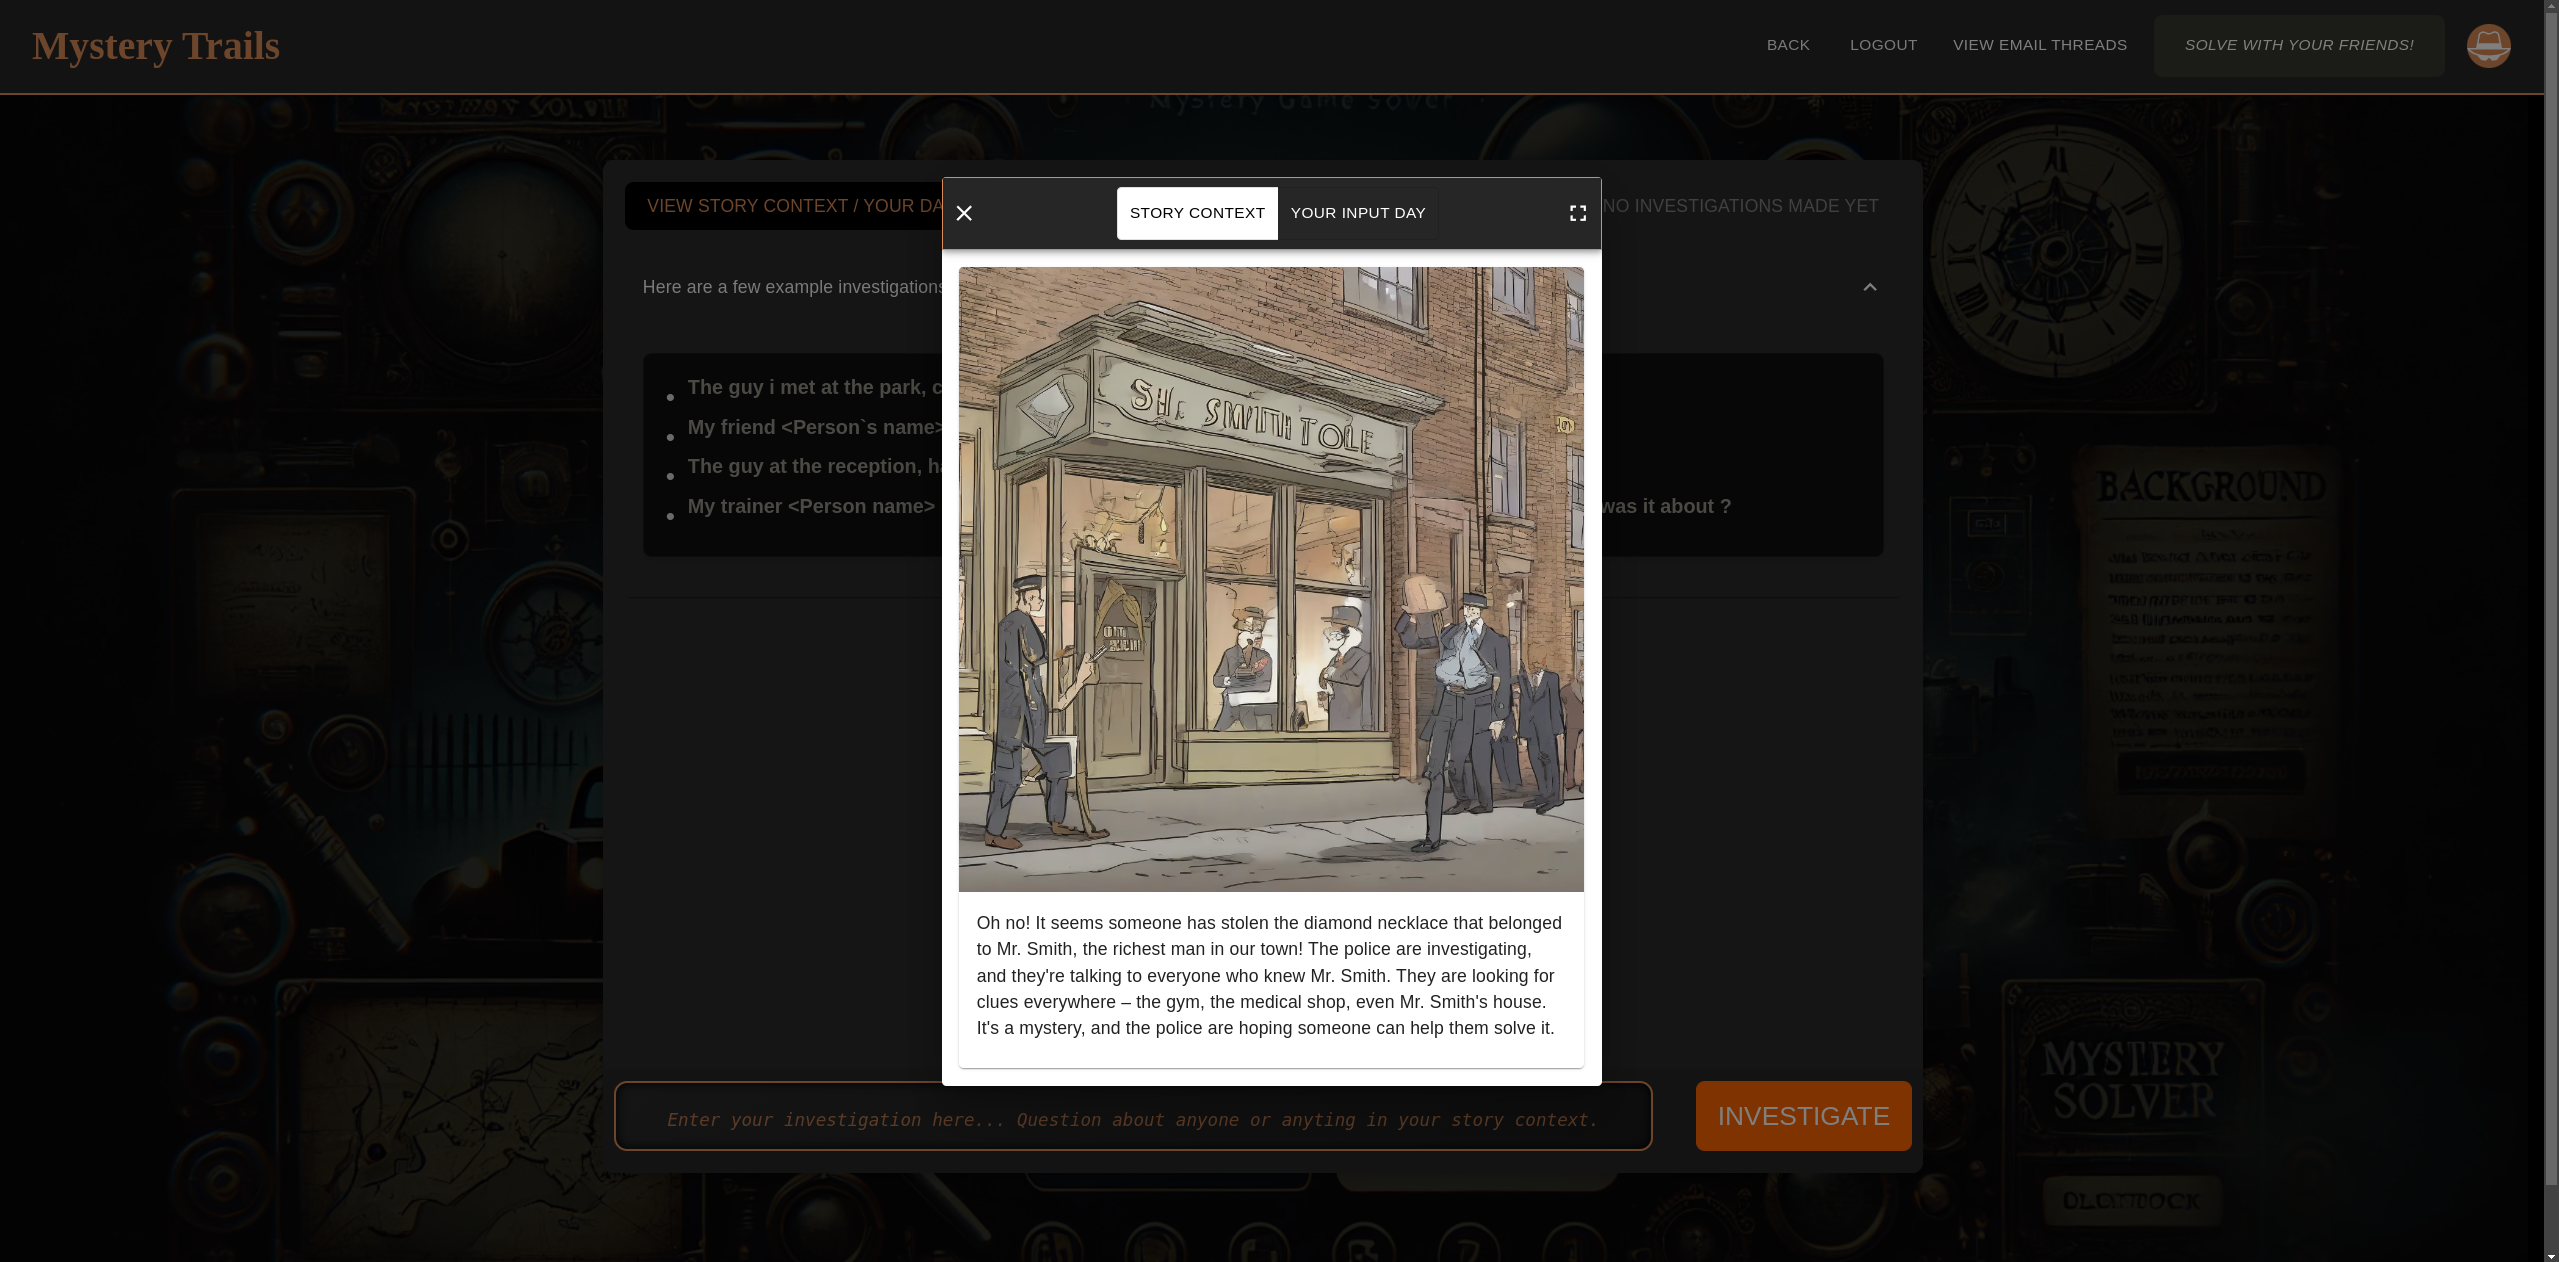 Mystery Trails
BACK
LOGOUT
VIEW EMAIL THREADS
SOLVE WITH YOUR FRIENDS!
Mystery Game Sower
VIEW STORY CONTEXT / YOUR DA
STORY CONTEXT
YOUR INPUT DAY
NO INVESTIGATIONS MADE YET
Here are a few example investigations
The guy i met at the park, c
My friend <Person`s name>
The guy at the reception, ha
My trainer <Person name>
was it about ?
SH. SMITH TOLE
BACKGROUND
Oh no! It seems someone has stolen the diamond necklace that belonged
to Mr. Smith, the richest man in our town! The police are investigating,
and they're talking to everyone who knew Mr. Smith. They are looking for
clues everywhere – the gym, the medical shop, even Mr. Smith's house.
It's a mystery, and the police are hoping someone can help them solve it.
Enter your investigation here... Question about anyone or anyting in your story context.
INVESTIGATE
MYSTERY
SOLVER